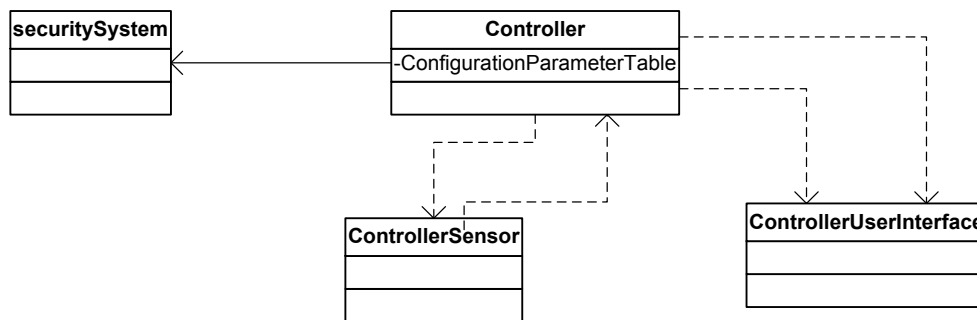 securitySystem
Controller
-ConfigurationParameterTable
ControllerSensor
ControllerUserInterface